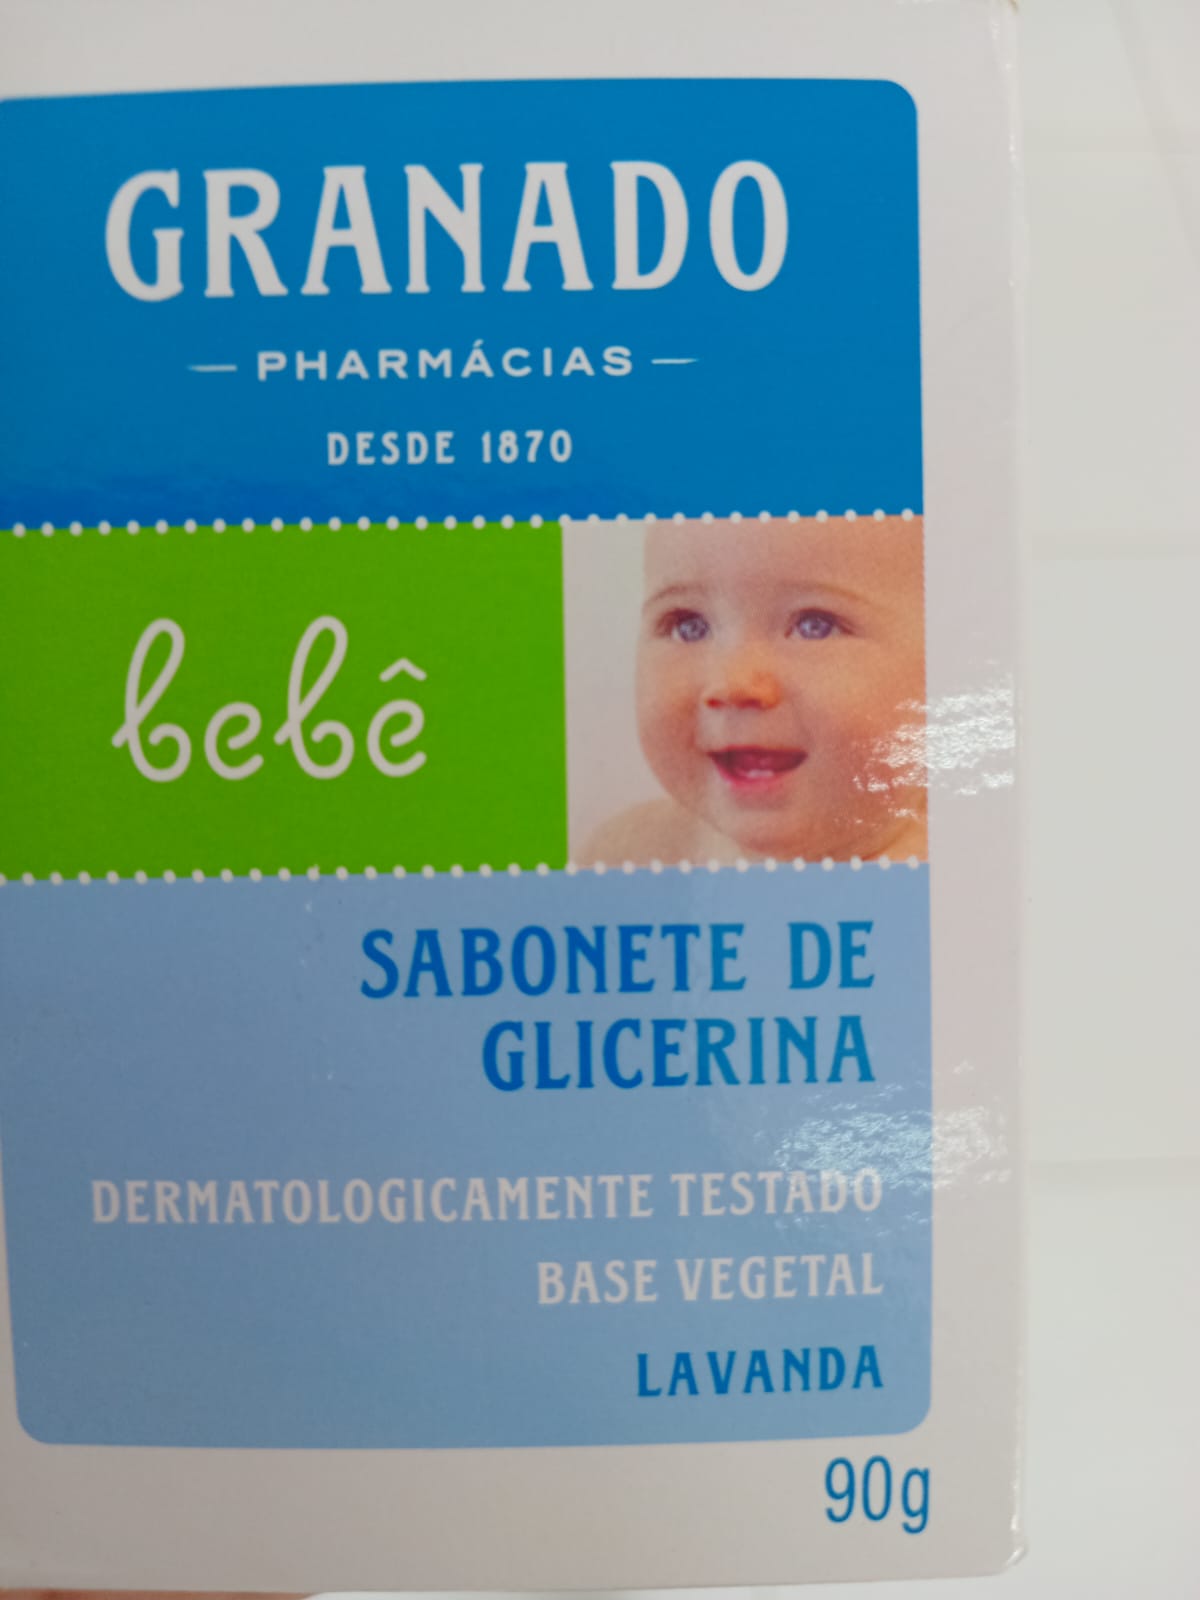 GRANADO
PHARMÁCIAS
DESDE 1870
bebê
SABONETE DE
GLICERINA
DERMATOLOGICAMENTE TESTADO
BASE VEGETAL
LAVANDA
90g